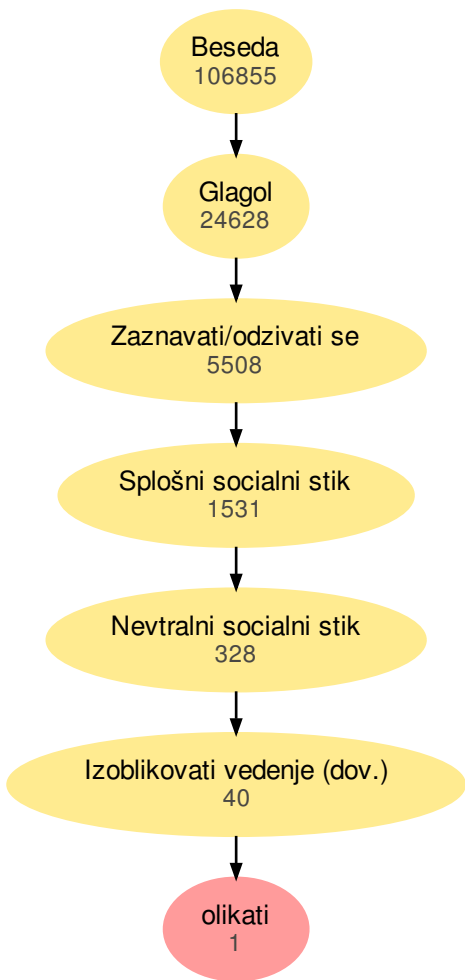 Beseda
106855
Glagol
24628
Zaznavati/odzivati se
5508
Splošni socialni stik
1531
Nevtralni socialni stik
328
Izoblikovati vedenje (dov.)
40
olikati
1